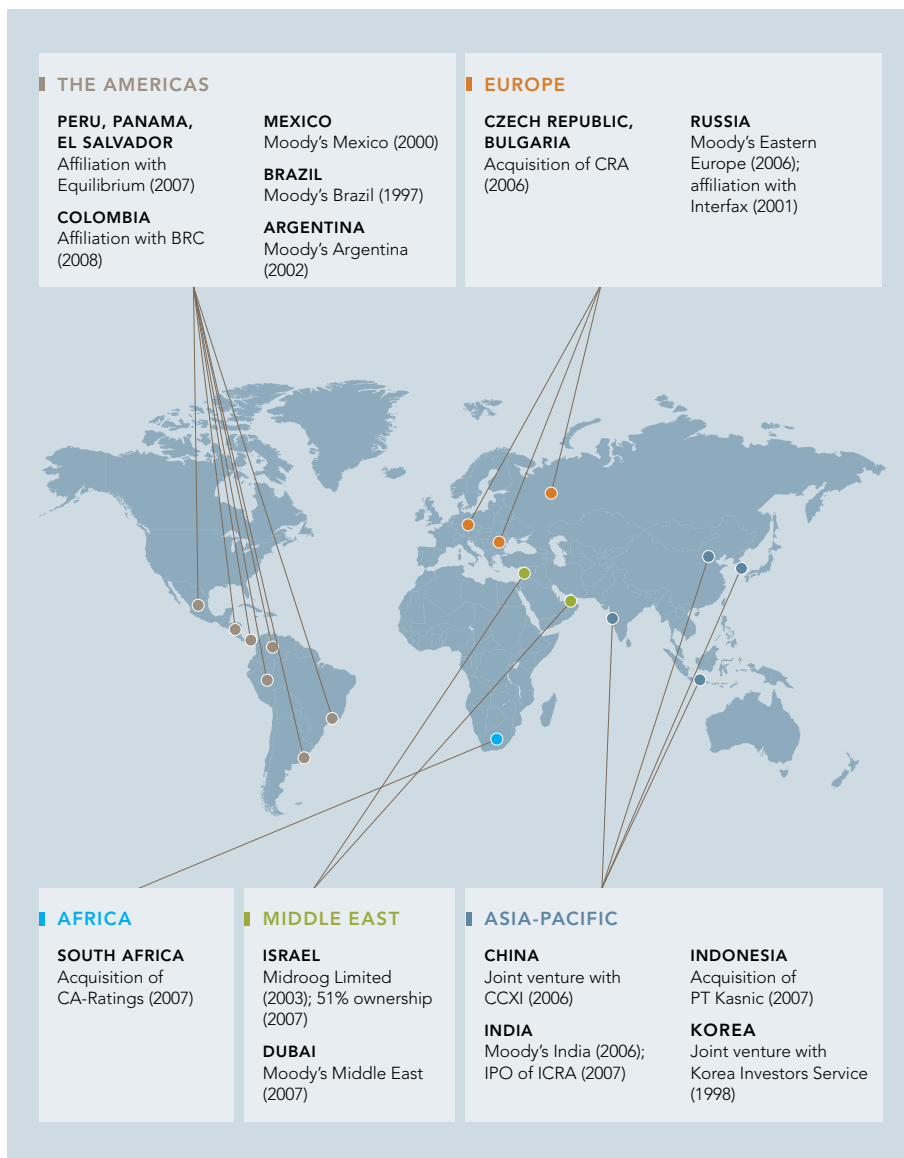 THE AMERICAS
PERU, PANAMA,
EL SALVADOR
Affiliation with
Equilibrium (2007)
COLOMBIA
Affiliation with BRC
(2008)
MEXICO
Moody’s Mexico (2000)
BRAZIL
Moody’s Brazil (1997)
ARGENTINA
Moody’s Argentina
(2002)
EUROPE
CZECH REPUBLIC,
BULGARIA
Acquisition of CRA
(2006)
RUSSIA
Moody’s Eastern
Europe (2006);
affiliation with
Interfax (2001)
AFRICA
SOUTH AFRICA
Acquisition of
CA-Ratings (2007)
MIDDLE EAST
ISRAEL
Midroog Limited
(2003); 51% ownership
(2007)
DUBAI
Moody’s Middle East
(2007)
ASIA-PACIFIC
CHINA
Joint venture with
CCXI (2006)
INDIA
Moody’s India (2006);
IPO of ICRA (2007)
INDONESIA
Acquisition of
PT Kasnic (2007)
KOREA
Joint venture with
Korea Investors Service
(1998)